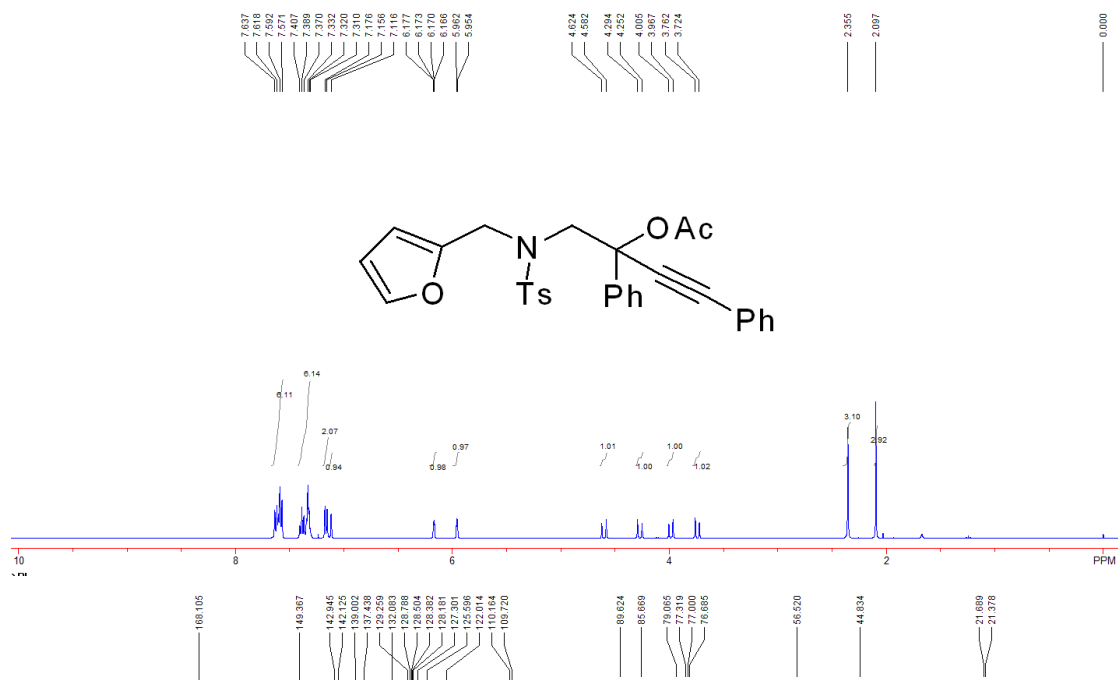 7.637 7.618 7.592 7.571 7.407 7.389 7.370 7.332 7.320 7.310 7.176 7.156 7.116 6.177 6.173 6.170 6.166 5.962 5.954 4.624 4.582 4.294 4.252 4.005 3.967 3.762 3.724 2.355 2.097 0.000
OAc
N
O Ts Ph
Ph
6.11 6.14 2.07 0.94 0.98 0.97 1.01 1.00 1.00 1.02 3.10 2.92
10 8 6 4 2 PPM
168.105 149.367 142.945 142.125 139.002 137.438 129.259 132.083 128.788 128.504 128.382 128.181 127.301 125.596 122.014 110.164 109.720 89.624 85.669 79.065 77.319 77.000 76.685 56.520 44.834 21.689 21.378